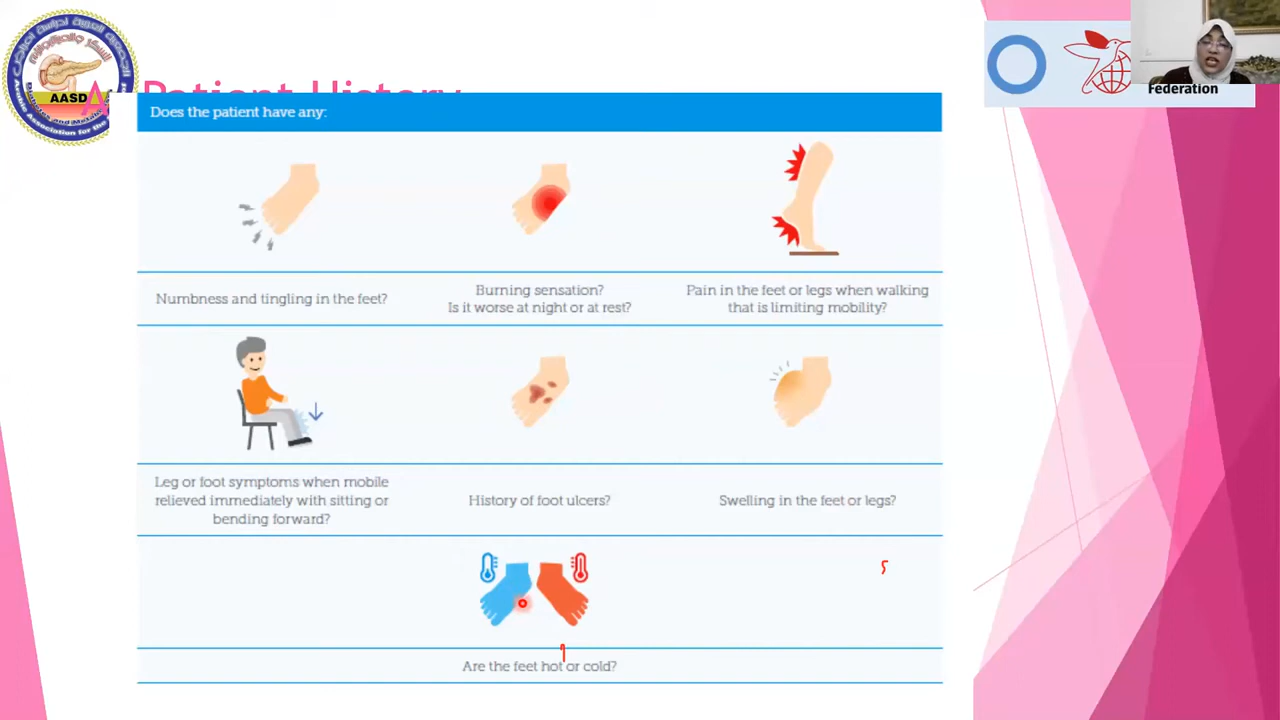 A Patient History
AASD
Federation
Does the patient have any:
Numbness and tingling in the feet?
Burning sensation?
Is it worse at night or at rest?
Pain in the feet or legs when walking
that is limiting mobility?
Leg or foot symptoms when mobile
relieved immediately with sitting or
bending forward?
History of foot ulcers?
Swelling in the feet or legs?
Are the feet hot or cold?